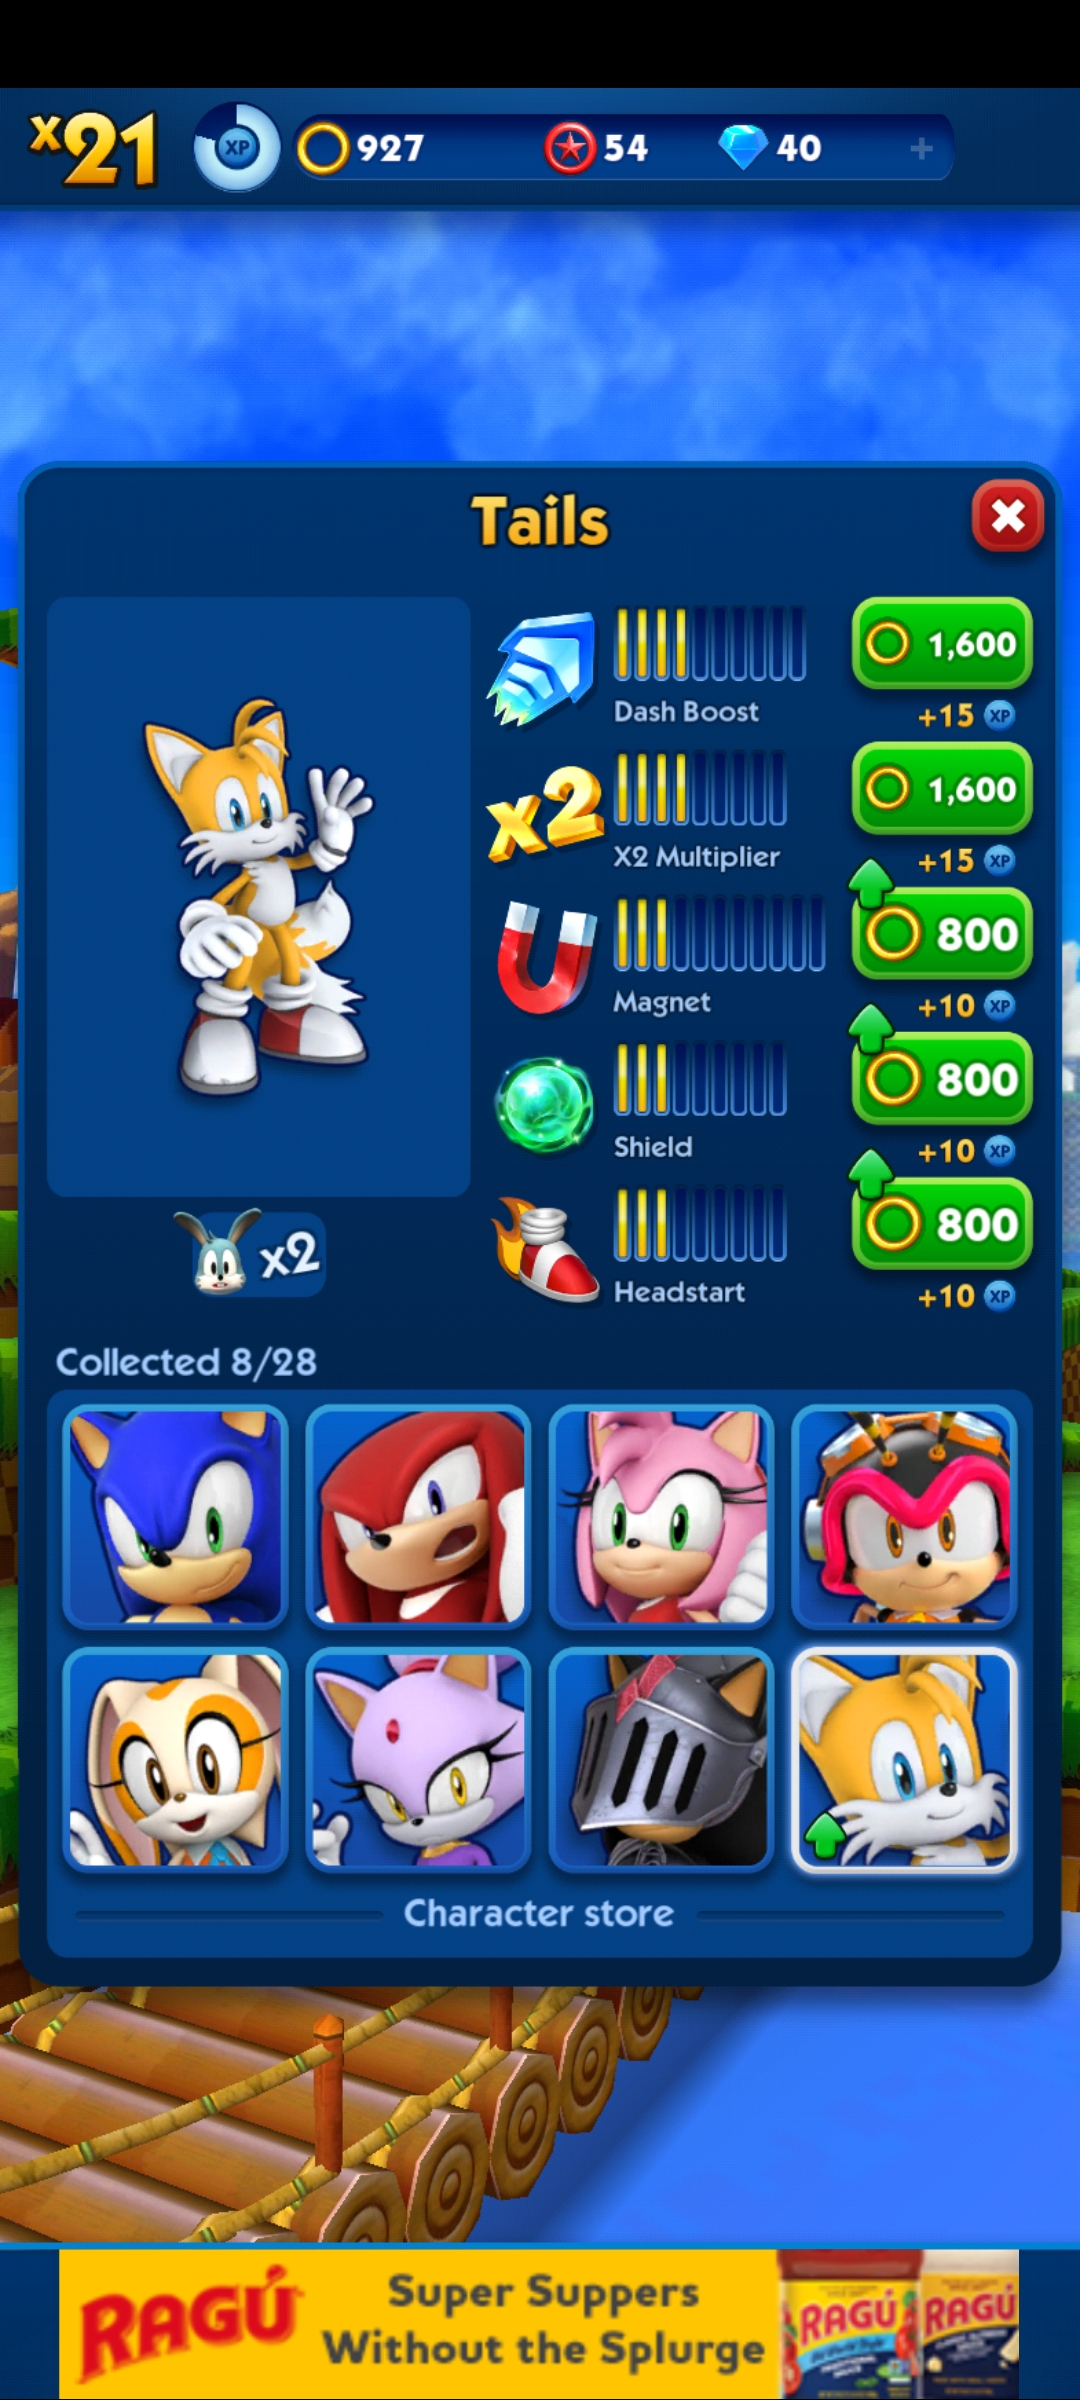 x21
XP
927
54
40
+
Tails
Dash Boost
1,600
+15 XP
x2
X2 Multiplier
1,600
+15 XP
Magnet
800
+10 XP
Shield
800
+10 XP
Headstart
800
+10 XP
x2
Collected 8/28
Character store
RAGÚ
Super Suppers
Without the Splurge
RAGÚ
RAGÚ